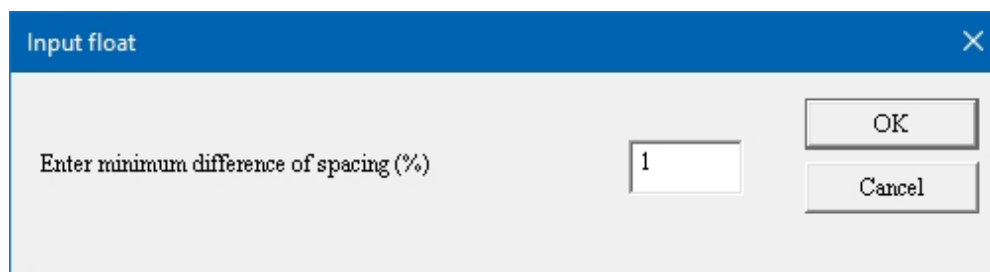 Input float
Enter minimum difference of spacing (%)
1
OK
Cancel